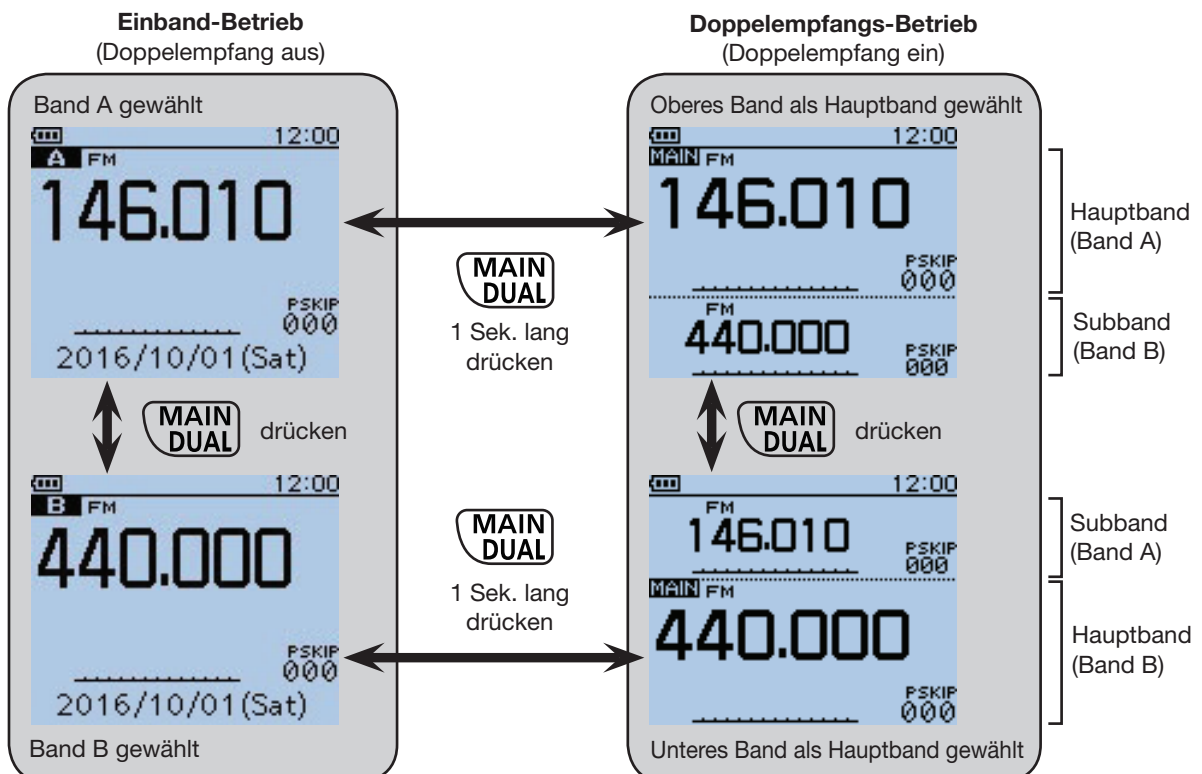 Einband-Betrieb
(Doppelempfang aus)
Doppelempfangs-Betrieb
(Doppelempfang ein)
Band A gewählt
12:00
A FM
146.010
PSKIP
000
2016/10/01(Sat)
MAIN
DUAL
1 Sek. lang
drücken
Oberes Band als Hauptband gewählt
12:00
MAIN FM
146.010
PSKIP
000
FM
440.000
PSKIP
000
Hauptband
(Band A)
Subband
(Band B)
MAIN
DUAL
drücken
MAIN
DUAL
drücken
12:00
B FM
440.000
PSKIP
000
2016/10/01(Sat)
Band B gewählt
MAIN
DUAL
1 Sek. lang
drücken
12:00
FM
146.010
PSKIP
000
MAIN FM
440.000
PSKIP
000
Unteres Band als Hauptband gewählt
Subband
(Band A)
Hauptband
(Band B)